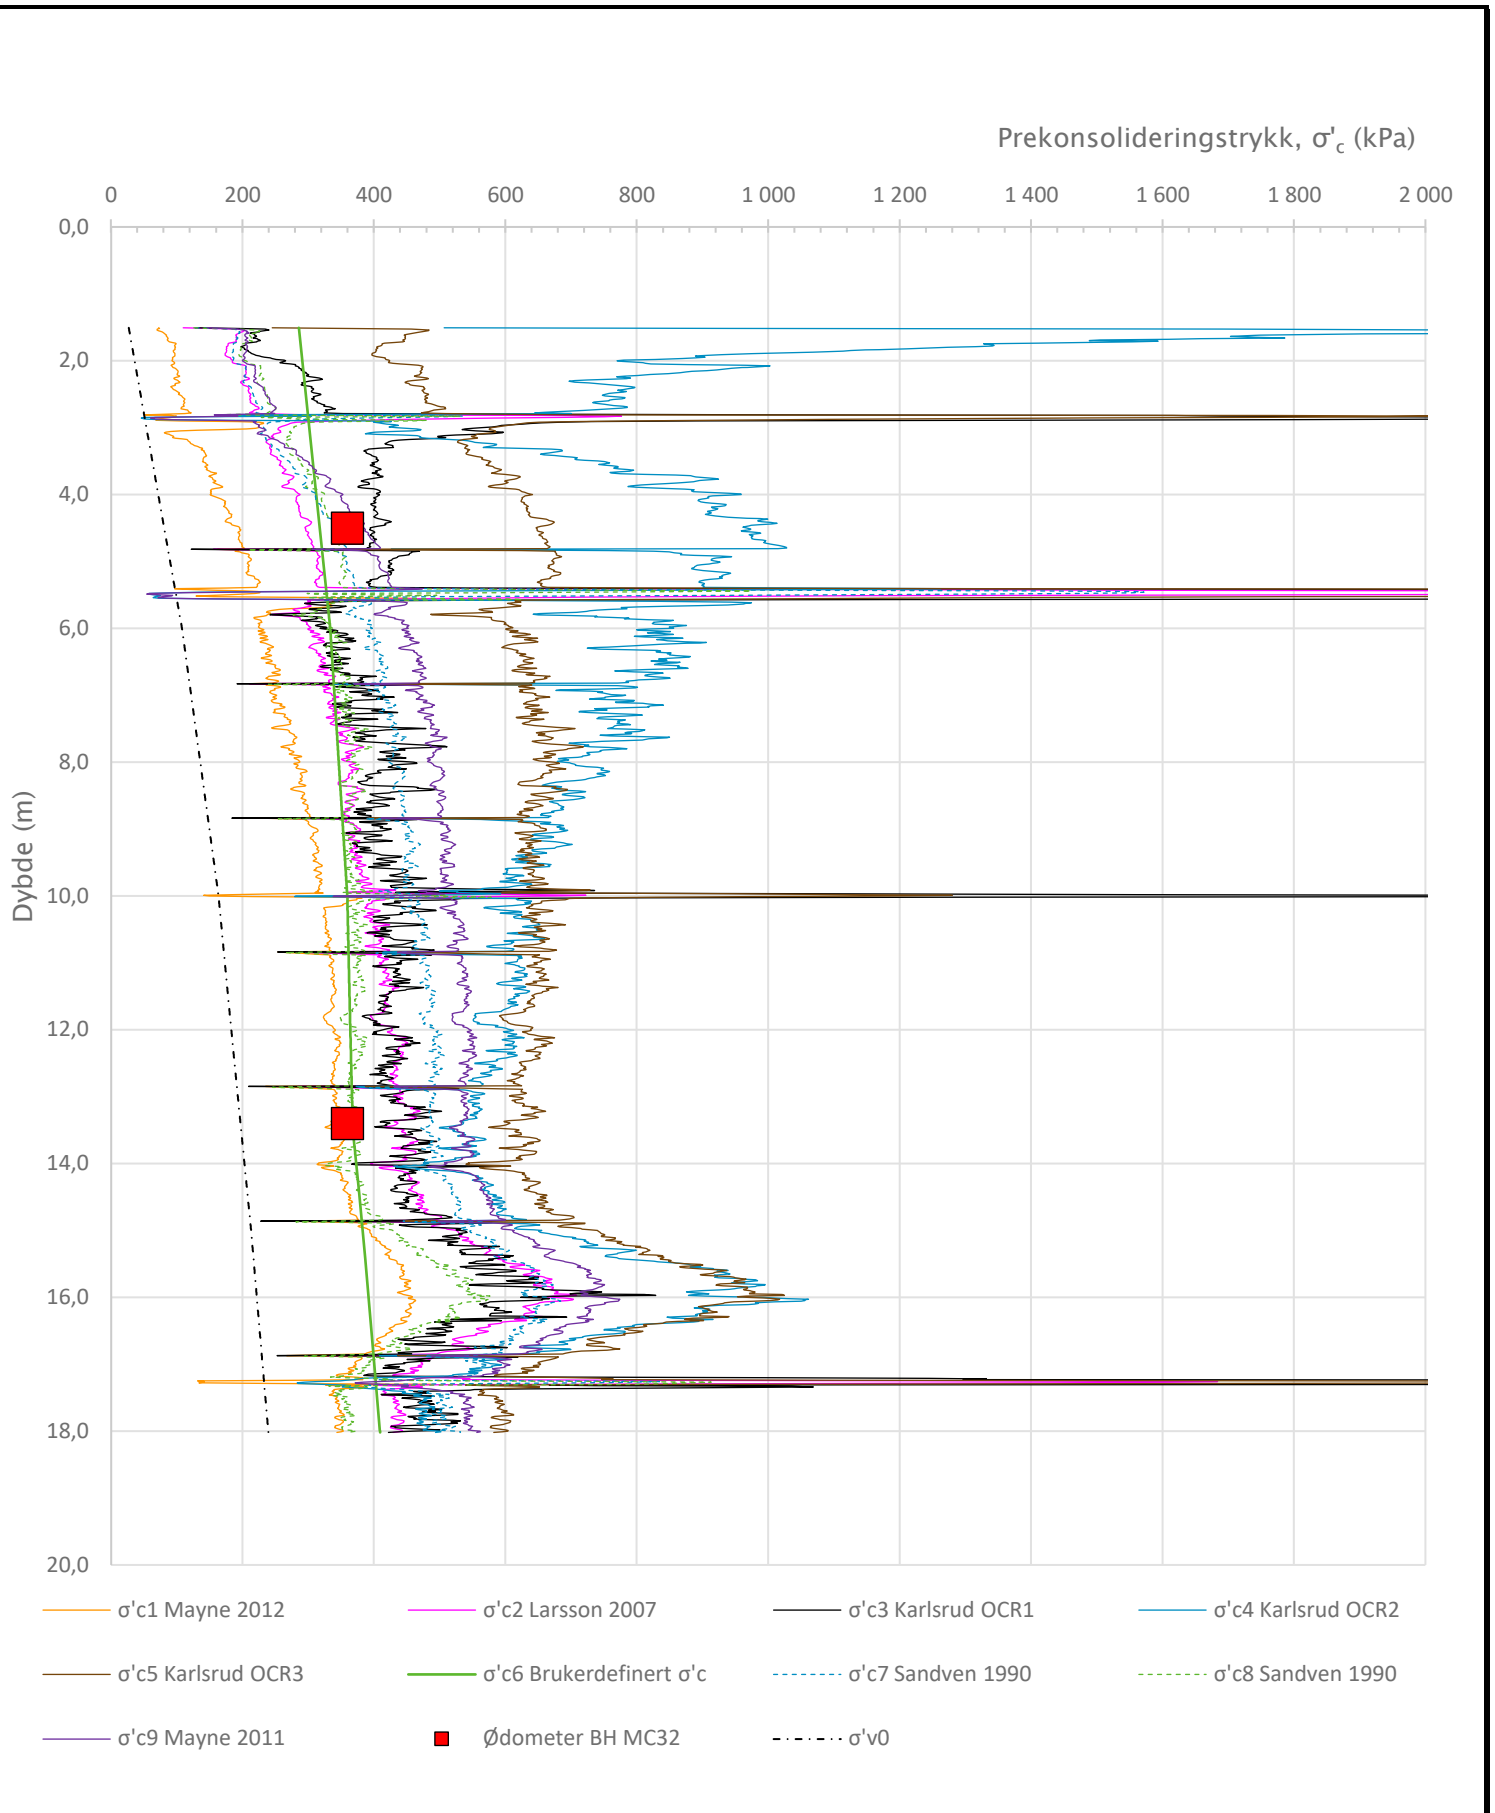 Prekonsolideringstrykk, σ'c (kPa)
0 200 400 600 800 1 000 1 200 1 400 1 600 1 800 2 000
0,0
2,0
4,0
6,0
8,0
10,0
12,0
14,0
16,0
18,0
20,0
Dybde (m)
σ'c1 Mayne 2012 σ'c2 Larsson 2007 σ'c3 Karlsrud OCR1 σ'c4 Karlsrud OCR2
σ'c5 Karlsrud OCR3 σ'c6 Brukerdefinert σ'c σ'c7 Sandven 1990 σ'c8 Sandven 1990
σ'c9 Mayne 2011 Ødometer BH MC32 σ'v0